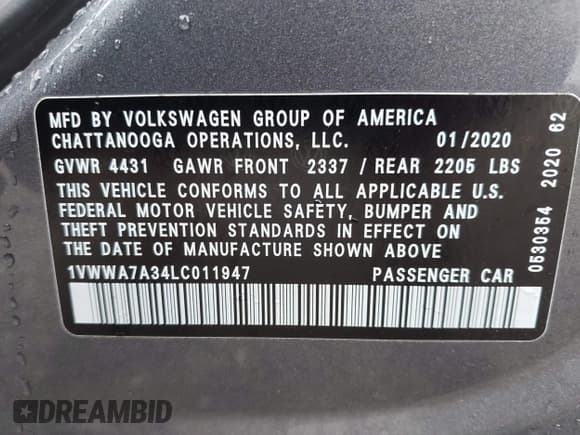 MFD BY VOLKSWAGEN GROUP OF AMERICA
CHATTANOOGA OPERATIONS, LLC. 01/2020
GVWR 4431 GAWR FRONT 2337 / REAR 2205 LBS
THIS VEHICLE CONFORMS TO ALL APPLICABLE U.S.
FEDERAL MOTOR VEHICLE SAFETY, BUMPER AND
THEFT PREVENTION STANDARDS IN EFFECT ON
THE DATE OF MANUFACTURE SHOWN ABOVE
1VWWA7A34LC011947 PASSENGER CAR
0530354 2020 62
DREAMBID